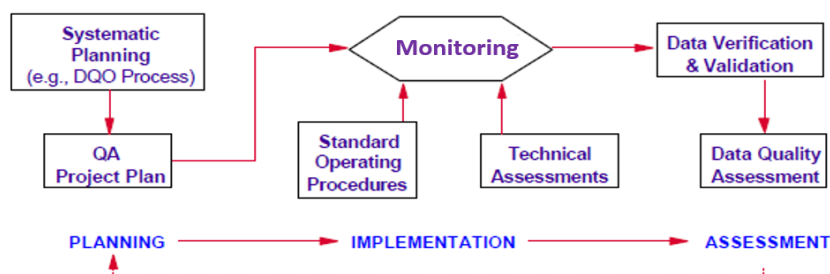 Systematic
Planning
(e.g., DQO Process)
QA
Project Plan
Monitoring
Standard
Operating
Procedures
Technical
Assessments
Data Verification
& Validation
Data Quality
Assessment
PLANNING
IMPLEMENTATION
ASSESSMENT